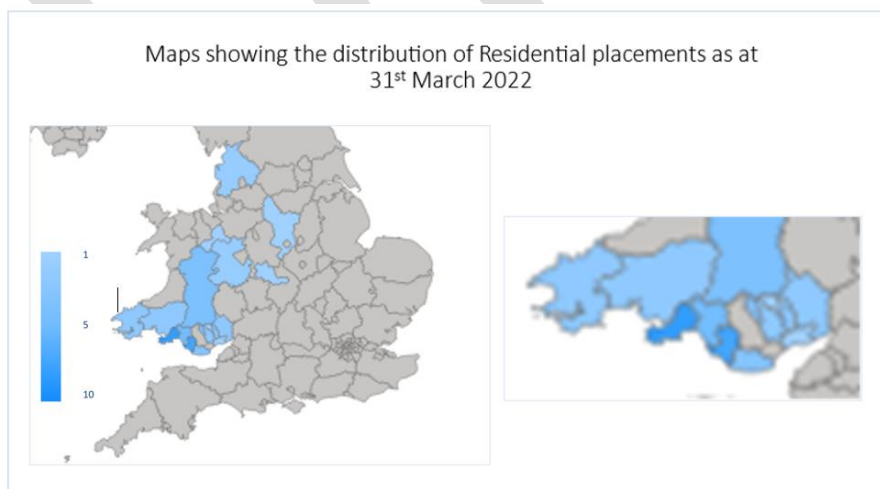 Maps showing the distribution of Residential placements as at
31st March 2022
1
5
10